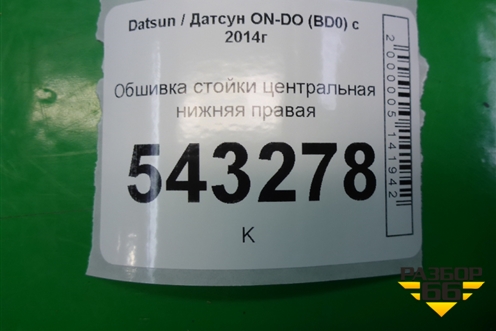 Datsun / Датсун ON-DO (BD0) с
2014г
Обшивка стойки центральная
нижняя правая
543278
К
2000005141942
РАЗБОР
66